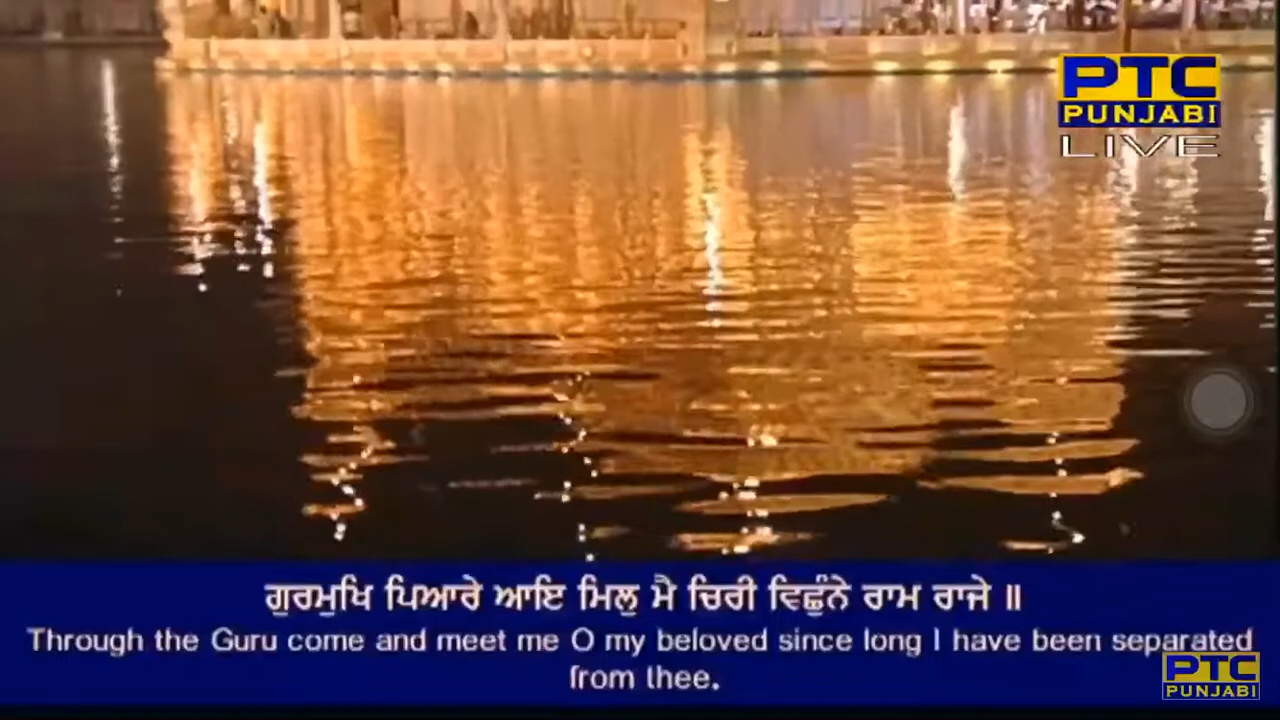 PTC
PUNJABI
LIVE
ਗੁਰਮੁਖਿ ਪਿਆਰੇ ਆਇ ਮਿਲੁ ਮੈ ਚਿਰੀ ਵਿਛੁੰਨੇ ਰਾਮ ਰਾਜੇ ॥
Through the Guru come and meet me O my beloved since long I have been separated
from thee.
PTC
PUNJABI